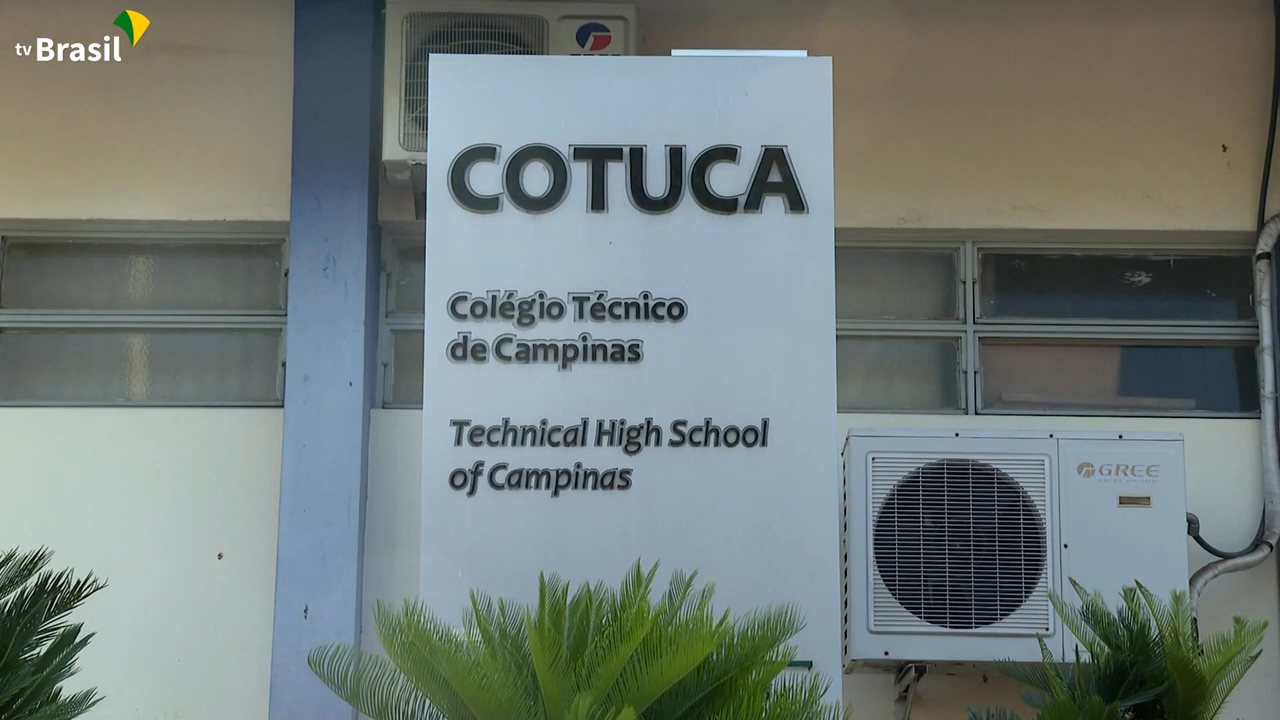 tv Brasil
COTUCA
Colégio Técnico
de Campinas
Technical High School
of Campinas
GREE